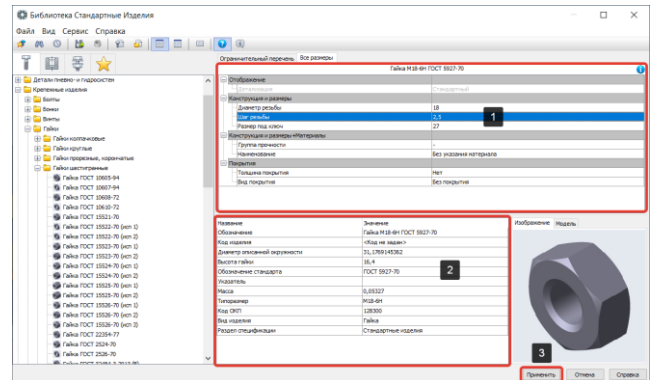 Библиотека Стандартные Изделия
Файл Вид Сервис Справка
Ограничительный перечень Все размеры
Гайка М18-6Н ГОСТ 5927-70
Детали пневмо- и гидросистем
Крепежные изделия
Болты
Бонки
Винты
Гайки
Гайки колпачковые
Гайки круглые
Гайки прорезные, корончатые
Гайки шестигранные
Гайка ГОСТ 10605-94
Гайка ГОСТ 10607-94
Гайка ГОСТ 10608-72
Гайка ГОСТ 10610-72
Гайка ГОСТ 15521-70
Гайка ГОСТ 15522-70 (исп 1)
Гайка ГОСТ 15522-70 (исп 2)
Гайка ГОСТ 15523-70 (исп 1)
Гайка ГОСТ 15523-70 (исп 2)
Гайка ГОСТ 15524-70 (исп 1)
Гайка ГОСТ 15524-70 (исп 2)
Гайка ГОСТ 15525-70 (исп 1)
Гайка ГОСТ 15525-70 (исп 2)
Гайка ГОСТ 15526-70 (исп 1)
Гайка ГОСТ 15526-70 (исп 2)
Гайка ГОСТ 15526-70 (исп 3)
Гайка ГОСТ 22354-77
Гайка ГОСТ 2524-70
Гайка ГОСТ 2526-70
Отображение
Детализация Стандартный
Конструкция и размеры
Диаметр резьбы 18
Шаг резьбы 2,5
1
Размер под ключ 27
Конструкция и размеры+Материалы
Группа прочности -
Наименование Без указания материала
Покрытия
Толщина покрытия Нет
Вид покрытия Без покрытия
Название Значение
Обозначение Гайка М18-6Н ГОСТ 5927-70
Код изделия <Код не задан>
Диаметр описанной окружности 31,1769145362
Высота гайки 16,4
Обозначение стандарта ГОСТ 5927-70
2
Указатель
Масса 0,05327
Типоразмер М18-6Н
Код ОКП 128300
Вид изделия Гайка
Раздел спецификации Стандартные изделия
Изображение Модель
3
Применить Отмена Справка